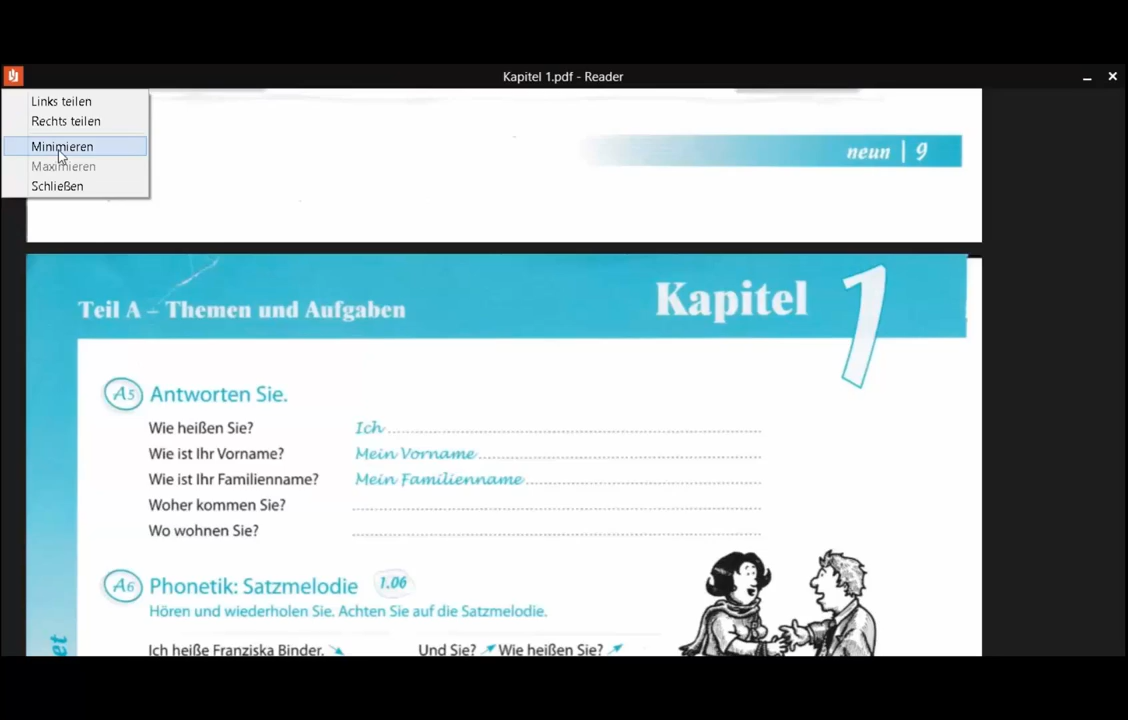 Kapitel 1.pdf - Reader
Links teilen
Rechts teilen
Minimieren
Maximieren
Schließen
neun | 9
Teil A – Themen und Aufgaben
Kapitel 1
A5 Antworten Sie.
Wie heißen Sie? Ich
Wie ist Ihr Vorname? Mein Vorname
Wie ist Ihr Familienname? Mein Familienname
Woher kommen Sie?
Wo wohnen Sie?
A6 Phonetik: Satzmelodie 1.06
Hören und wiederholen Sie. Achten Sie auf die Satzmelodie.
Ich heiße Franziska Binder. Und Sie? Wie heißen Sie?